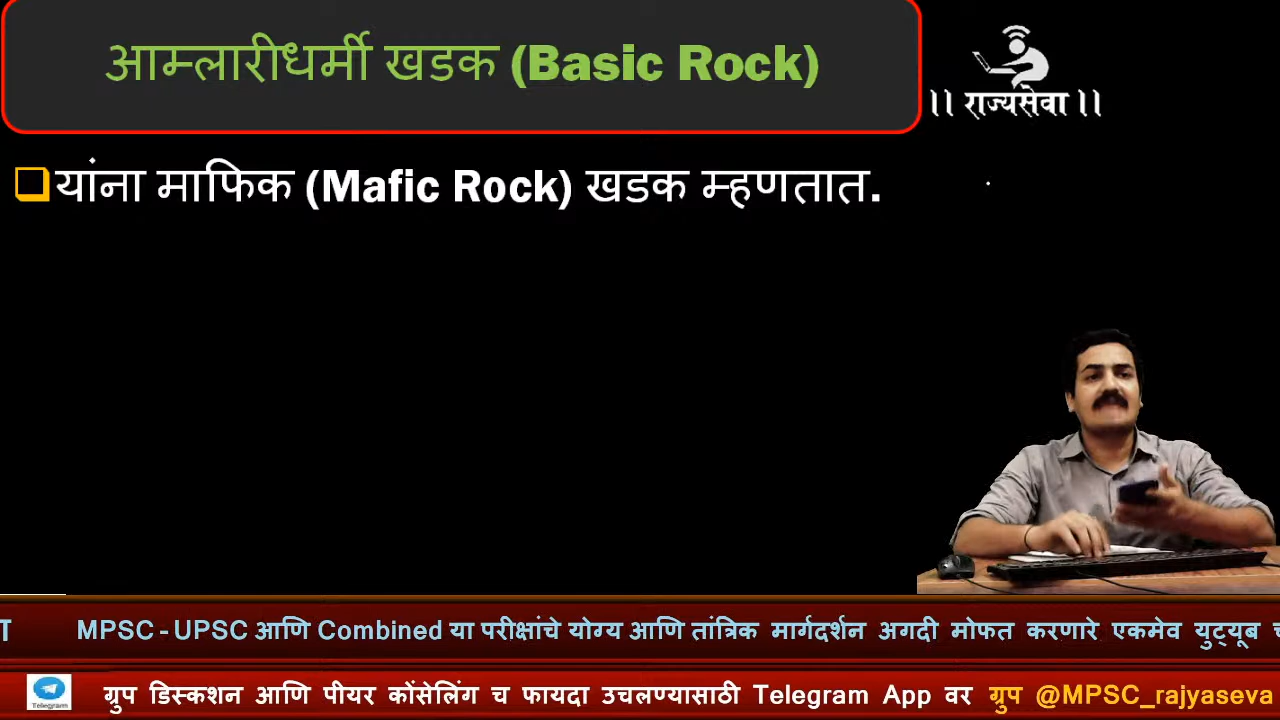 आम्लारीधर्मी खडक (Basic Rock)
|| राज्यसेवा ||
यांना माफिक (Mafic Rock) खडक म्हणतात.
T MPSC - UPSC आणि Combined या परीक्षांचे योग्य आणि तांत्रिक मार्गदर्शन अगदी मोफत करणारे एकमेव युट्यूब
Telegram
ग्रुप डिस्कशन आणि पीयर कोंसेलिंग च फायदा उचलण्यासाठी Telegram App वर ग्रुप @MPSC_rajyaseva